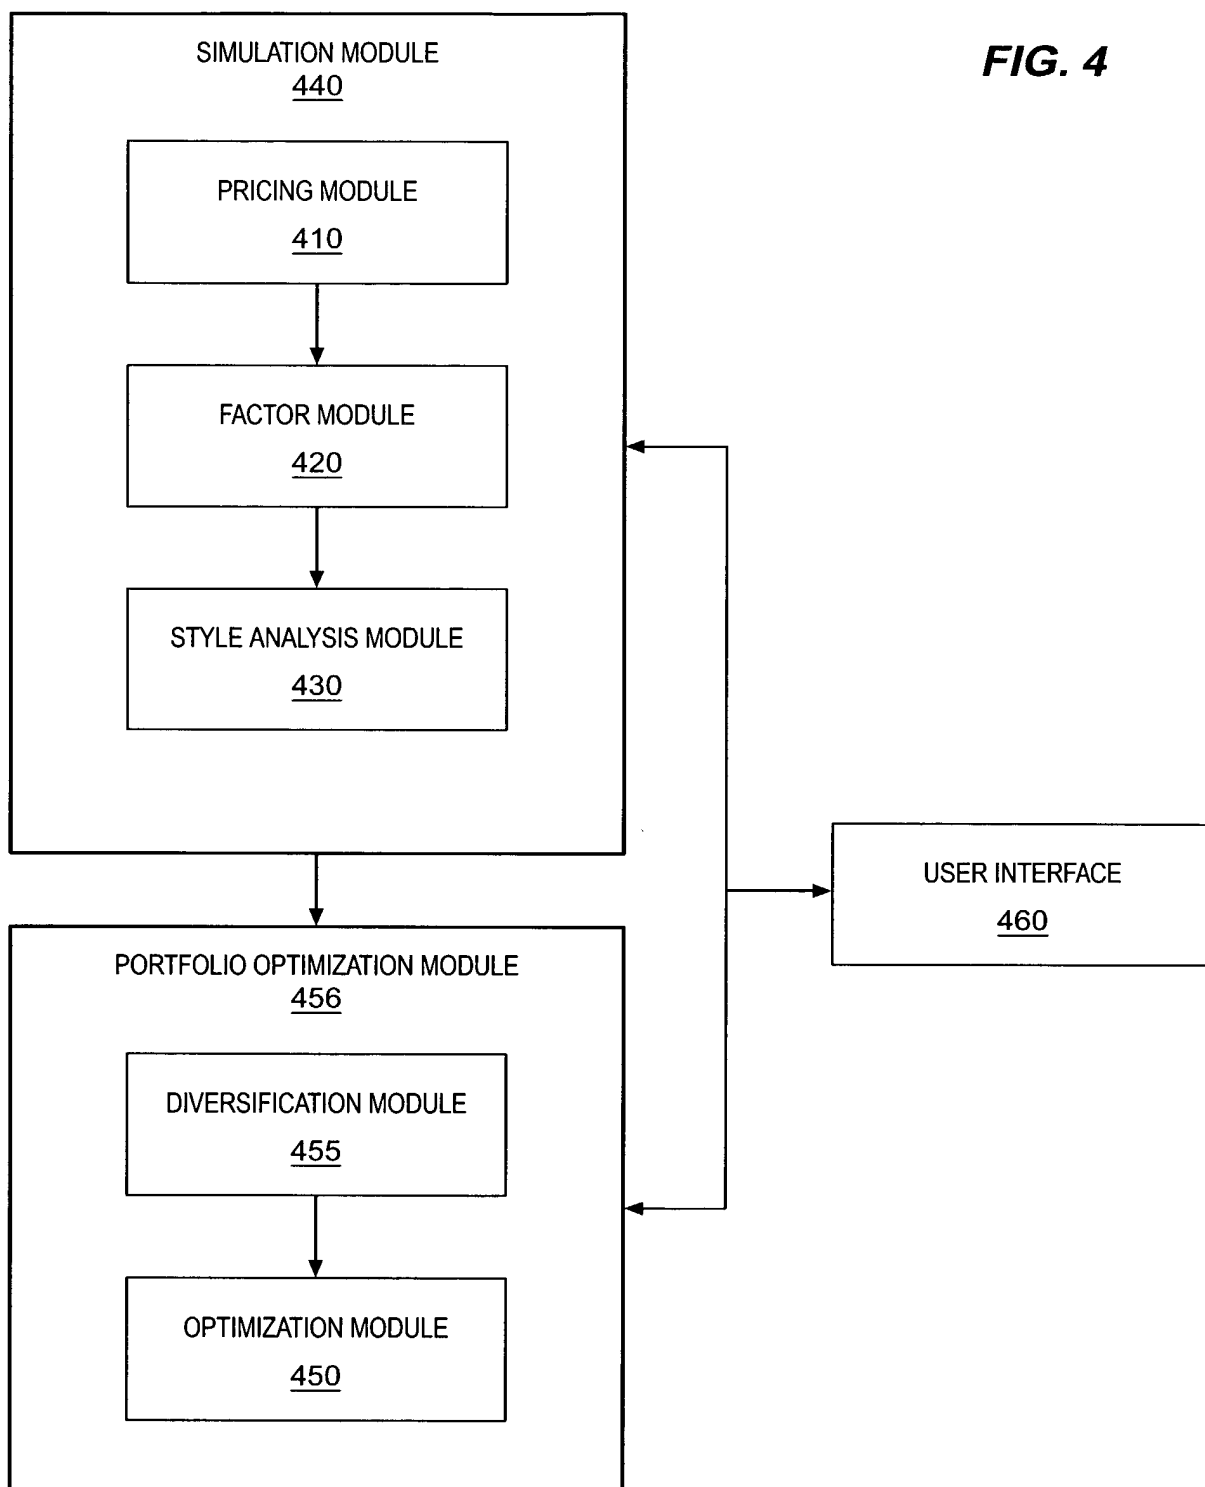 FIG. 4
SIMULATION MODULE
440
PRICING MODULE
410
FACTOR MODULE
420
STYLE ANALYSIS MODULE
430
USER INTERFACE
460
PORTFOLIO OPTIMIZATION MODULE
456
DIVERSIFICATION MODULE
455
OPTIMIZATION MODULE
450